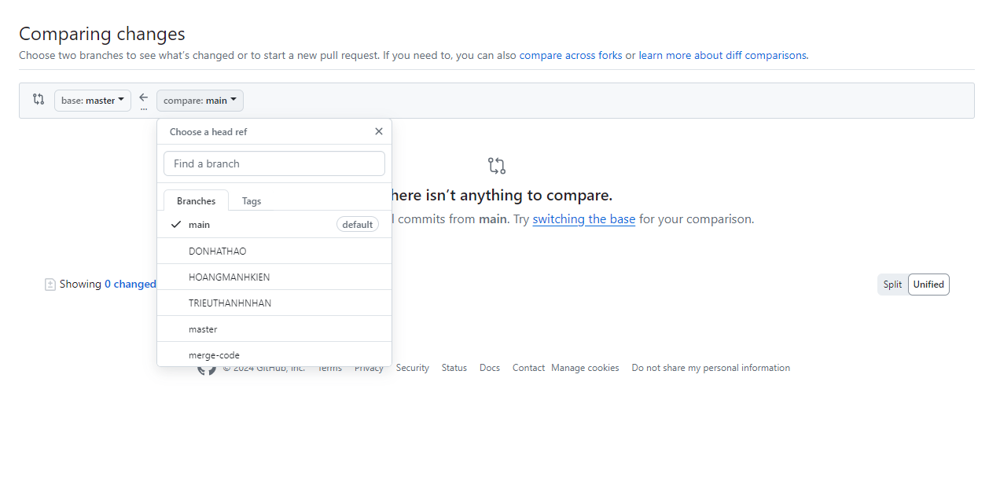 Comparing changes
Choose two branches to see what's changed or to start a new pull request. If you need to, you can also compare across forks or learn more about diff comparisons.
base: master
...
compare: main
Choose a head ref
Find a branch
here isn't anything to compare.
Branches Tags
commits from main. Try switching the base for your comparison.
main default
DONHATHAO
HOANGMANHKIEN
Showing 0 changed
Split Unified
TRIEUTHANHNHAN
master
merge-code
© 2024 GitHub, Inc. Terms Privacy Security Status Docs Contact Manage cookies Do not share my personal information